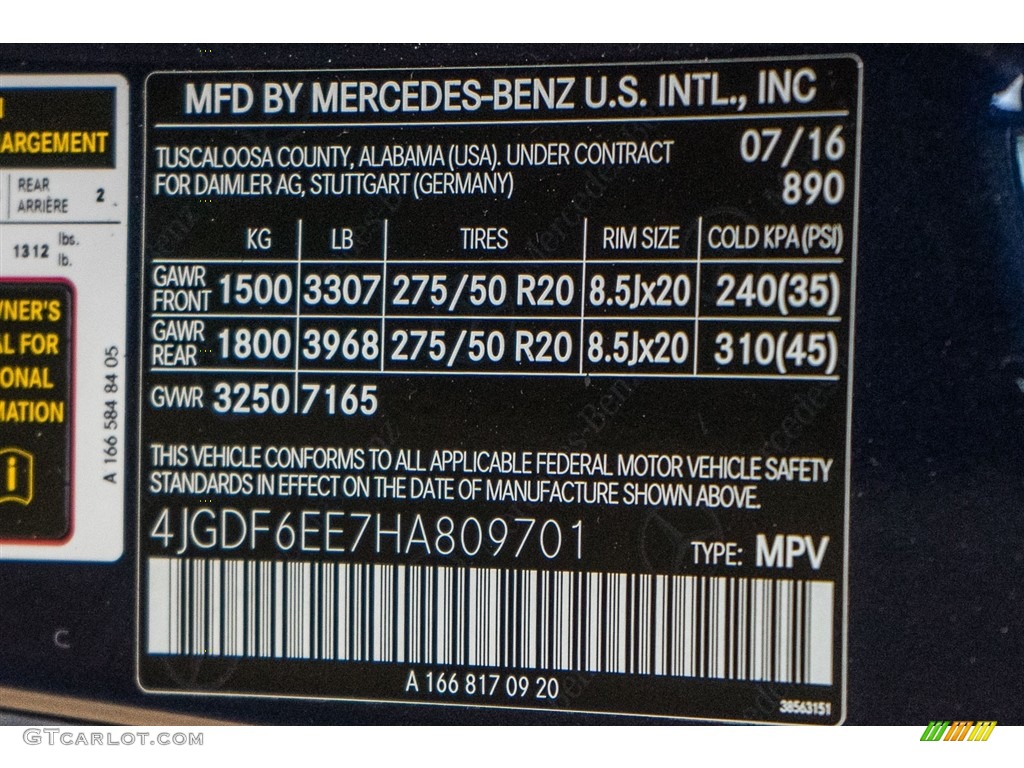 ARGEMENT
REAR
ARRIÈRE 2
1312 lbs.
lb.
NER'S
AL FOR
ONAL
MATION
i
A 166 584 84 05
C
MFD BY MERCEDES-BENZ U.S. INTL., INC
TUSCALOOSA COUNTY, ALABAMA (USA). UNDER CONTRACT 07/16
FOR DAIMLER AG, STUTTGART (GERMANY) 890
KG LB TIRES RIM SIZE COLD KPA (PSI)
GAWR
FRONT 1500 3307 275/50 R20 8.5Jx20 240(35)
GAWR
REAR 1800 3968 275/50 R20 8.5Jx20 310(45)
GVWR 3250 7165
THIS VEHICLE CONFORMS TO ALL APPLICABLE FEDERAL MOTOR VEHICLE SAFETY
STANDARDS IN EFFECT ON THE DATE OF MANUFACTURE SHOWN ABOVE.
4JGDF6EE7HA809701 TYPE: MPV
A 166 817 09 20
38563151
GTcarlot.com